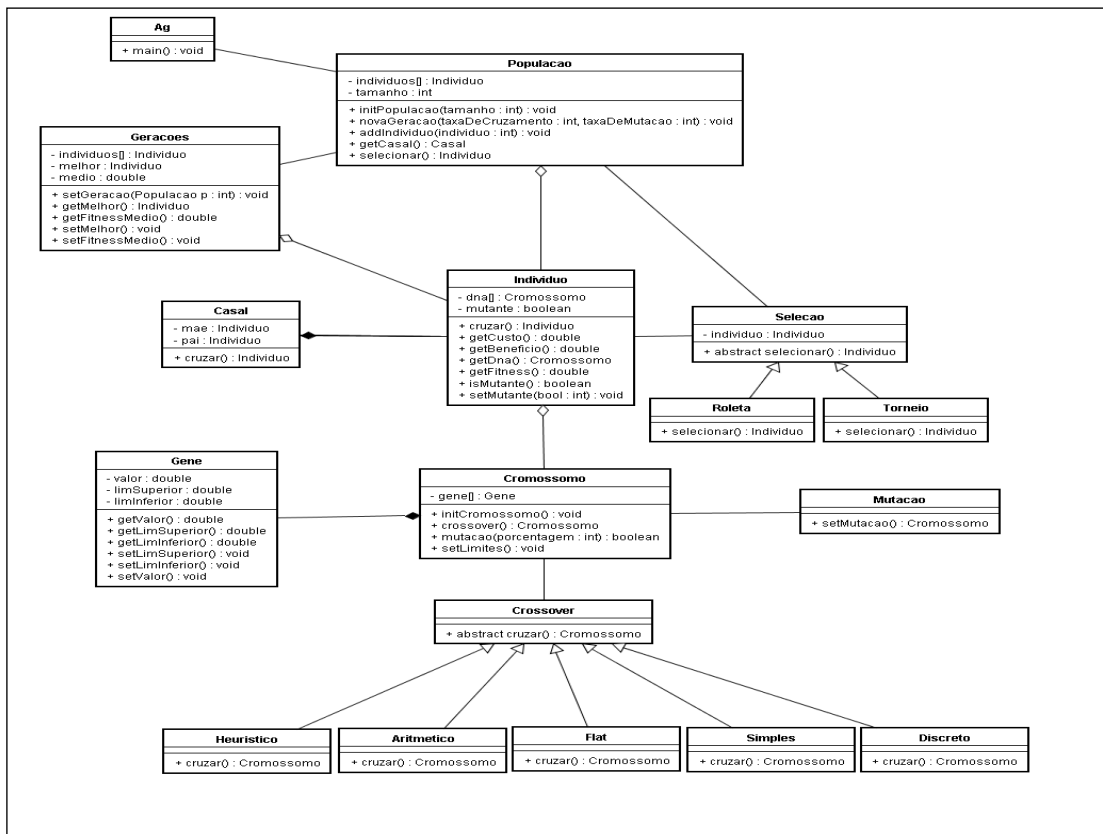 Ag
+ main() : void
Populacao
- individuos[] : Individuo
- tamanho : int
+ initPopulacao(tamanho : int) : void
+ novaGeracao(taxaDeCruzamento : int, taxaDeMutacao : int) : void
+ addIndividuo(individuo : int) : void
+ getCasal() : Casal
+ selecionar() : Individuo
Geracoes
- individuos[] : Individuo
- melhor : Individuo
- medio : double
+ setGeracao(Populacao p : int) : void
+ getMelhor() : Individuo
+ getFitnessMedio() : double
+ setMelhor() : void
+ setFitnessMedio() : void
Individuo
- dna[] : Cromossomo
- mutante : boolean
+ cruzar() : Individuo
+ getCusto() : double
+ getBeneficio() : double
+ getDna() : Cromossomo
+ getFitness() : double
+ isMutante() : boolean
+ setMutante(bool : int) : void
Casal
- mae : Individuo
- pai : Individuo
+ cruzar() : Individuo
Selecao
- individuo : Individuo
+ abstract selecionar() : Individuo
Roleta
+ selecionar() : Individuo
Torneio
+ selecionar() : Individuo
Gene
- valor : double
- limSuperior : double
- limInferior : double
+ getValor() : double
+ getLimSuperior() : double
+ getLimInferior() : double
+ setLimSuperior() : void
+ setLimInferior() : void
+ setValor() : void
Cromossomo
- gene[] : Gene
+ initCromossomo() : void
+ crossover() : Cromossomo
+ mutacao(porcentagem : int) : boolean
+ setLimites() : void
Mutacao
+ setMutacao() : Cromossomo
Crossover
+ abstract cruzar() : Cromossomo
Heuristico
+ cruzar() : Cromossomo
Aritmetico
+ cruzar() : Cromossomo
Flat
+ cruzar() : Cromossomo
Simples
+ cruzar() : Cromossomo
Discreto
+ cruzar() : Cromossomo